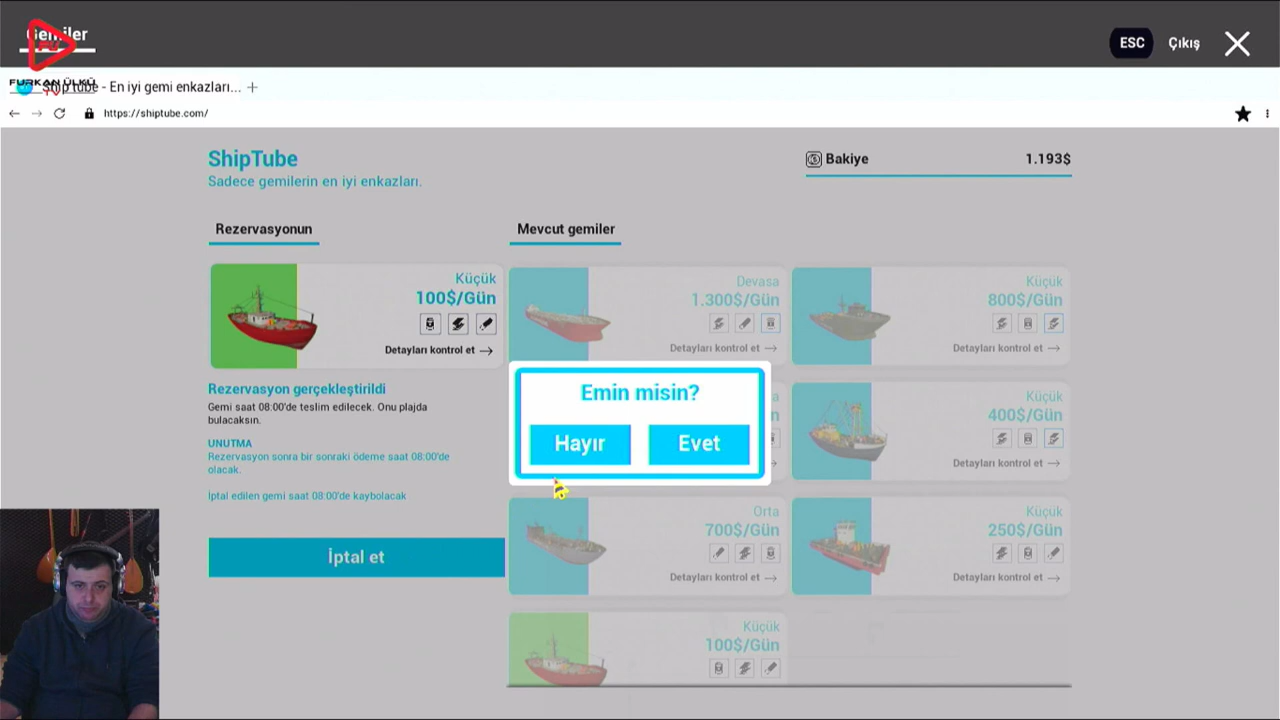 Gemiler
ESC
Çıkış
FURKAN ÜLKÜ
TV
Ship tube - En iyi gemi enkazları...
https://shiptube.com/
ShipTube
Sadece gemilerin en iyi enkazları.
Bakiye
1.193$
Rezervasyonun
Mevcut gemiler
Küçük
100$/Gün
Detayları kontrol et
Rezervasyon gerçekleştirildi
Gemi saat 08:00'de teslim edilecek. Onu plajda
bulacaksın.
UNUTMA
Rezervasyon sonra bir sonraki ödeme saat 08:00'de
olacak.
İptal edilen gemi saat 08:00'de kaybolacak
İptal et
Devasa
1.300$/Gün
Detayları kontrol et
Küçük
800$/Gün
Detayları kontrol et
Emin misin?
Hayır
Evet
Küçük
400$/Gün
Detayları kontrol et
Orta
700$/Gün
Detayları kontrol et
Küçük
250$/Gün
Detayları kontrol et
Küçük
100$/Gün